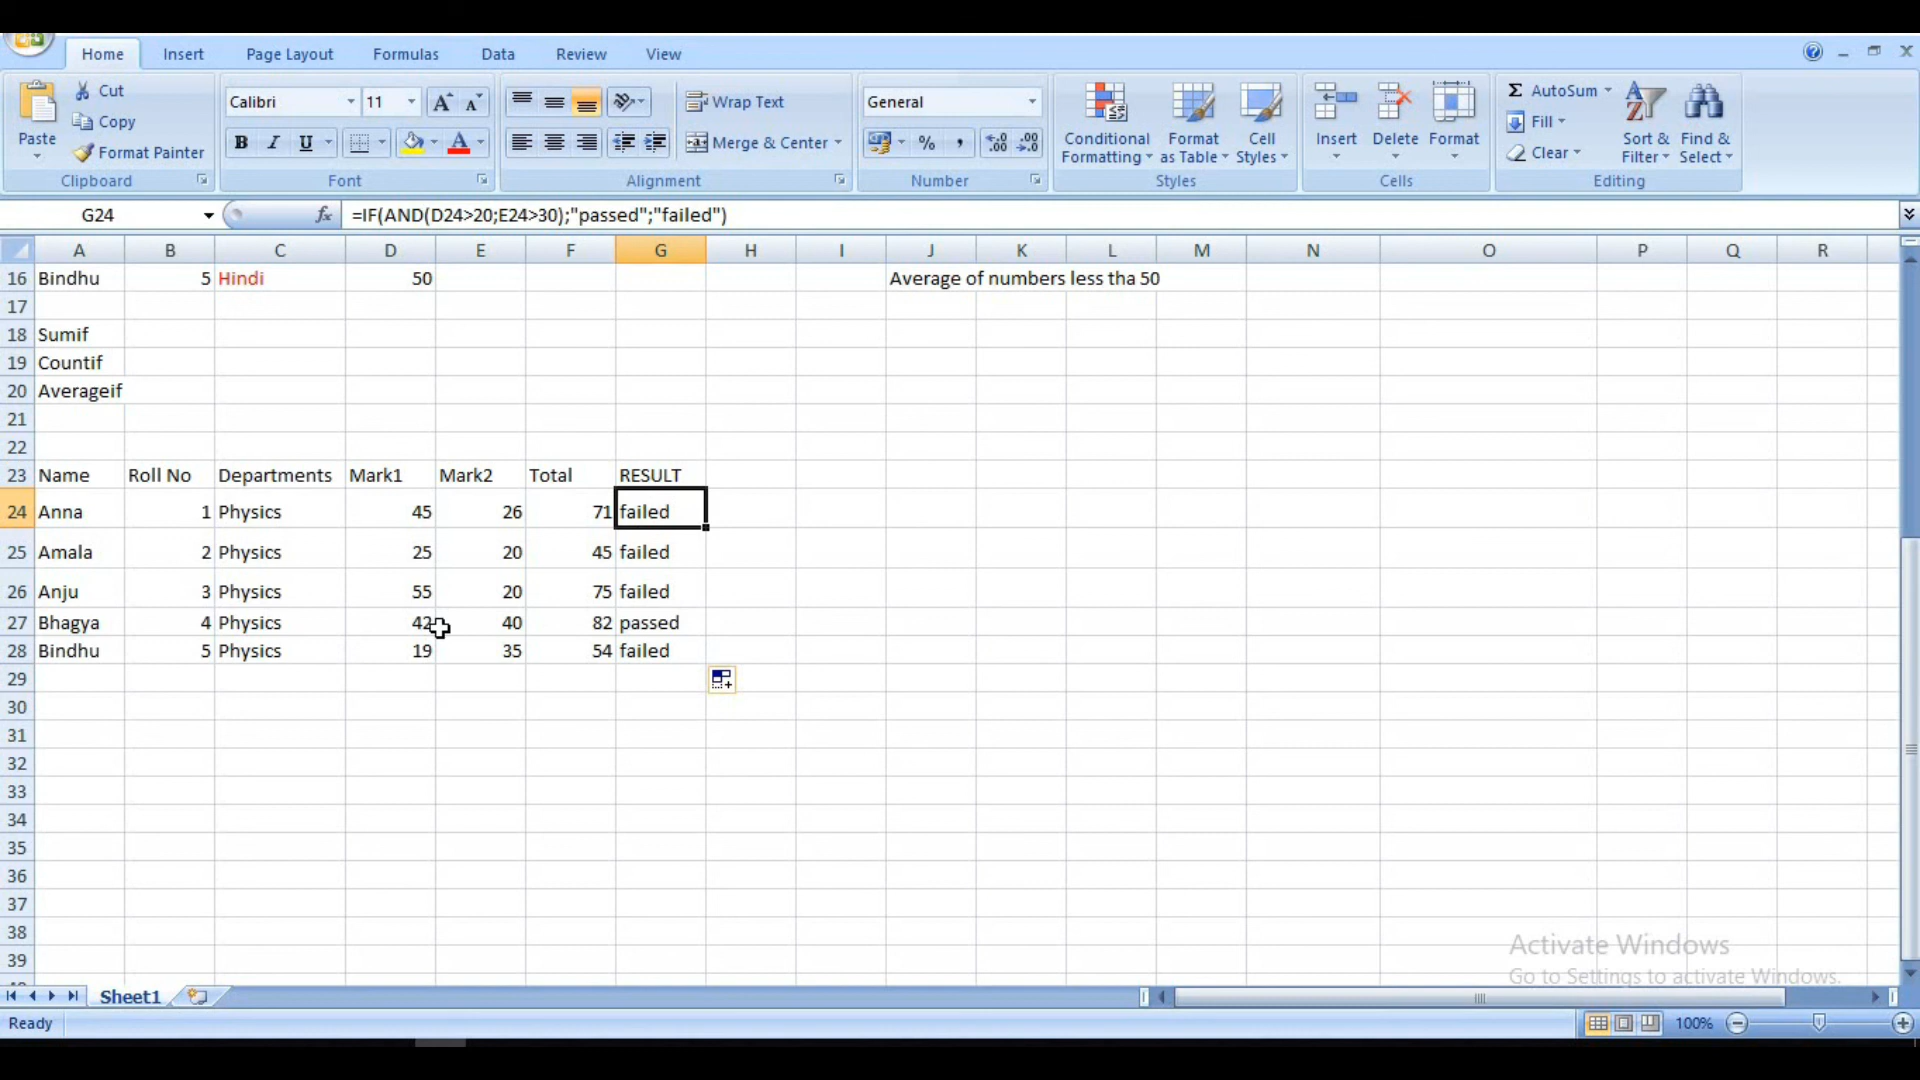 Home Insert Page Layout Formulas Data Review View
Paste
Cut
Copy
Format Painter
Clipboard
Calibri 11
B I U
Font
Wrap Text
Merge & Center
Alignment
General
% ,
Number
Conditional Formatting
Format as Table
Cell Styles
Styles
Insert Delete Format
Cells
Σ AutoSum
Fill
Clear
Sort & Filter
Find & Select
Editing
G24 fx =IF(AND(D24>20;E24>30);"passed";"failed")
A B C D E F G H I J K L M N O P Q R
16 Bindhu 5 Hindi 50 Average of numbers less tha 50
17
18 Sumif
19 Countif
20 Averageif
21
22
23 Name Roll No Departments Mark1 Mark2 Total RESULT
24 Anna 1 Physics 45 26 71 failed
25 Amala 2 Physics 25 20 45 failed
26 Anju 3 Physics 55 20 75 failed
27 Bhagya 4 Physics 42 40 82 passed
28 Bindhu 5 Physics 19 35 54 failed
29
30
31
32
33
34
35
36
37
38
39
Activate Windows
Go to Settings to activate Windows.
Sheet1
Ready 100%